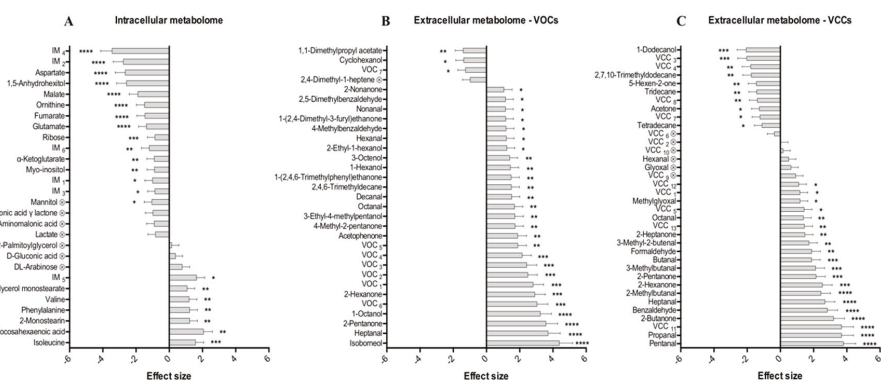 A Intracellular metabolome
IM 4 ****
IM 2 ****
Aspartate ****
1,5-Anhydrohexitol ****
Malate ****
Ornithine ****
Fumarate ****
Glutamate ****
Ribose ***
IM 6 **
α-Ketoglutarate **
Myo-inositol **
IM 1 *
IM 3 *
Mannitol ⊗ *
onic acid γ lactone ⊗
Aminomalonic acid ⊗
Lactate ⊗
2-Palmitoylglycerol ⊗
D-Gluconic acid ⊗
DL-Arabinose ⊗
IM 5 *
lycerol monostearate **
Valine **
Phenylalanine **
2-Monostearin **
ocosahexaenoic acid **
Isoleucine ***
-6 -4 -2 0 2 4 6
Effect size
B Extracellular metabolome - VOCs
1,1-Dimethylpropyl acetate **
Cyclohexanol *
VOC 7 *
2,4-Dimethyl-1-heptene ⊗
2-Nonanone *
2,5-Dimethylbenzaldehyde *
Nonanal *
1-(2,4-Dimethyl-3-furyl)ethanone *
4-Methylbenzaldehyde *
Hexanal *
2-Ethyl-1-hexanol *
3-Octenol **
1-Hexanol **
1-(2,4,6-Trimethylphenyl)ethanone **
2,4,6-Trimethyldecane **
Decanal **
Octanal **
3-Ethyl-4-methylpentanol **
4-Methyl-2-pentanone **
Acetophenone **
VOC 5 **
VOC 4 ***
VOC 3 ***
VOC 2 ***
VOC 1 ***
2-Hexanone ***
VOC 6 ***
1-Octanol ****
2-Pentanone ****
Heptanal ****
Isoborneol ****
-6 -4 -2 0 2 4 6
Effect size
C Extracellular metabolome - VCCs
1-Dodecanol ***
VCC 3 ***
VCC 4 **
2,7,10-Trimethyldodecane **
5-Hexen-2-one **
Tridecane **
VCC 8 **
Acetone *
VCC 7 *
Tetradecane *
VCC 6 ⊗
VCC 2 ⊗
VCC 10 ⊗
Hexanal ⊗
Glyoxal ⊗
VCC 9 ⊗
VCC 12 *
VCC 1 *
Methylglyoxal *
VCC 5 *
Octanal **
VCC 13 **
2-Heptanone **
3-Methyl-2-butenal **
Formaldehyde **
Butanal **
3-Methylbutanal ***
2-Pentanone ***
2-Hexanone ****
2-Methylbutanal ****
Heptanal ****
Benzaldehyde ****
2-Butanone ****
VCC 11 ****
Propanal ****
Pentanal ****
-6 -4 -2 0 2 4 6
Effect size